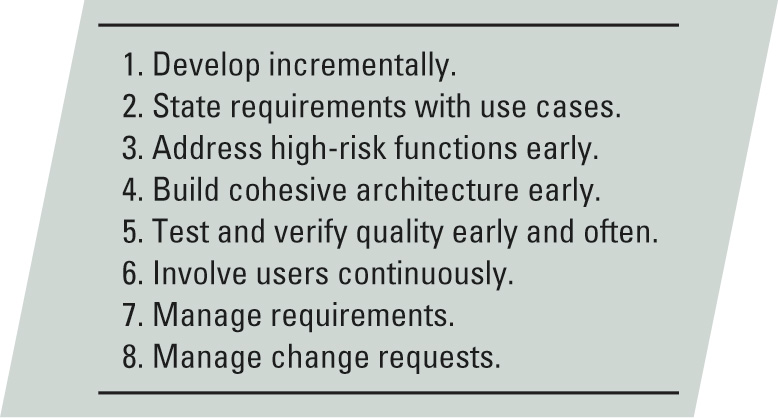 1. Develop incrementally.
2. State requirements with use cases.
3. Address high-risk functions early.
4. Build cohesive architecture early.
5. Test and verify quality early and often.
6. Involve users continuously.
7. Manage requirements.
8. Manage change requests.